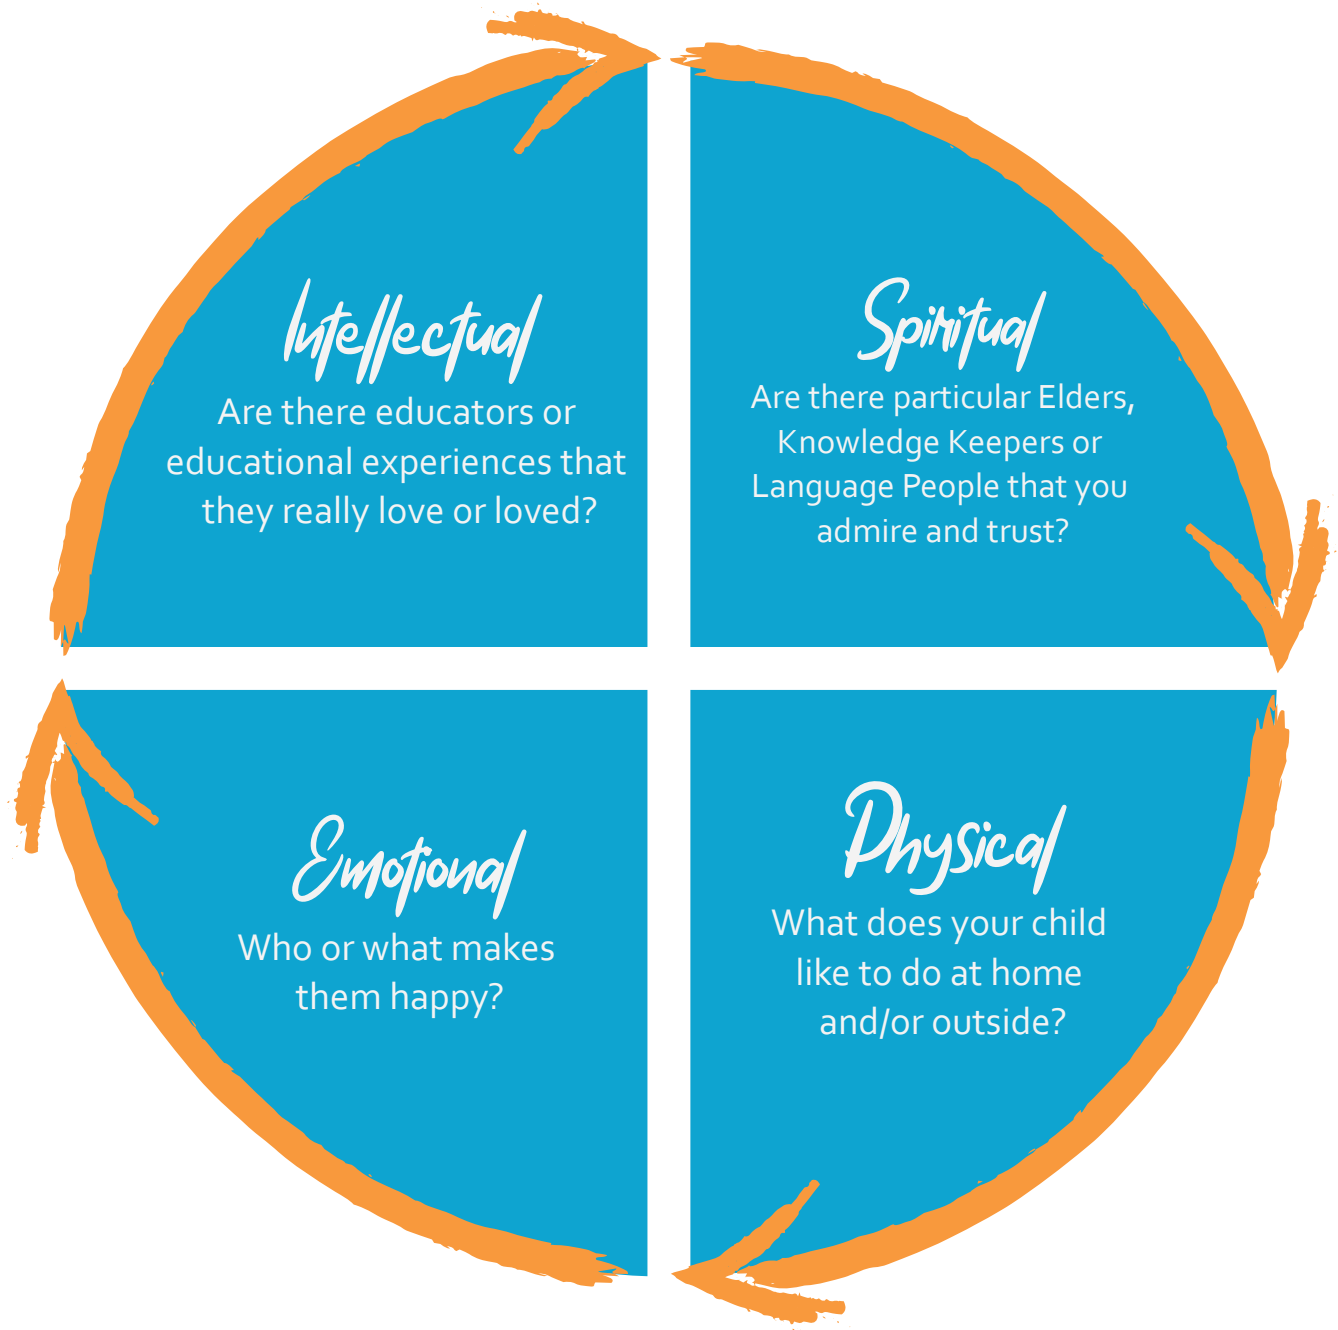 Intellectual
Are there educators or
educational experiences that
they really love or loved?
Spiritual
Are there particular Elders,
Knowledge Keepers or
Language People that you
admire and trust?
Emotional
Who or what makes
them happy?
Physical
What does your child
like to do at home
and/or outside?